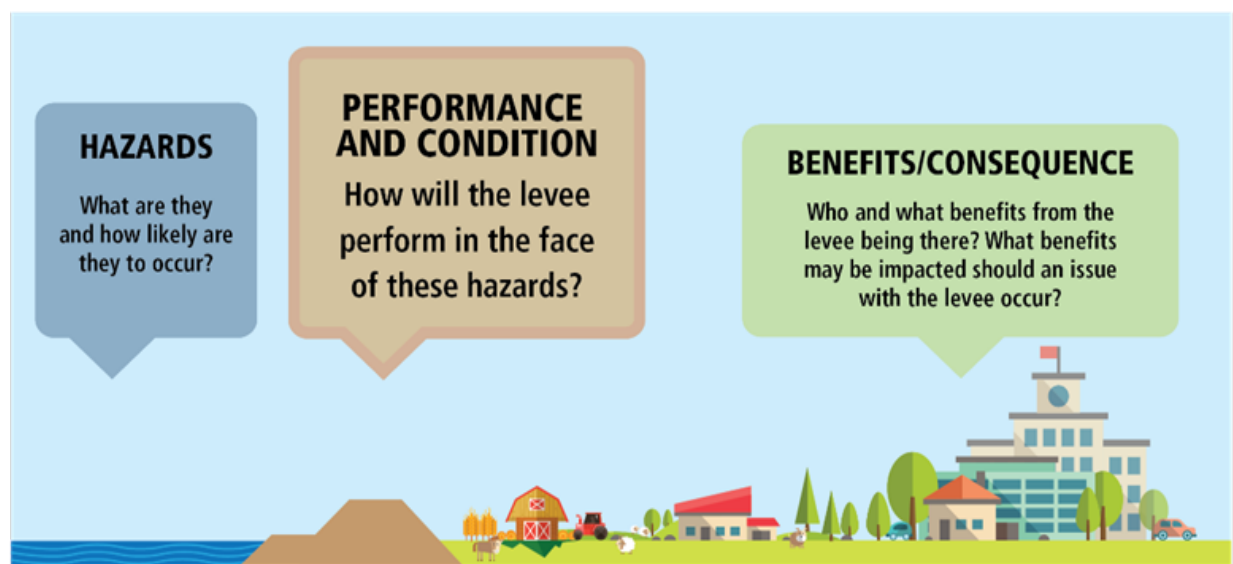 HAZARDS
What are they
and how likely are
they to occur?
PERFORMANCE
AND CONDITION
How will the levee
perform in the face
of these hazards?
BENEFITS/CONSEQUENCE
Who and what benefits from the
levee being there? What benefits
may be impacted should an issue
with the levee occur?